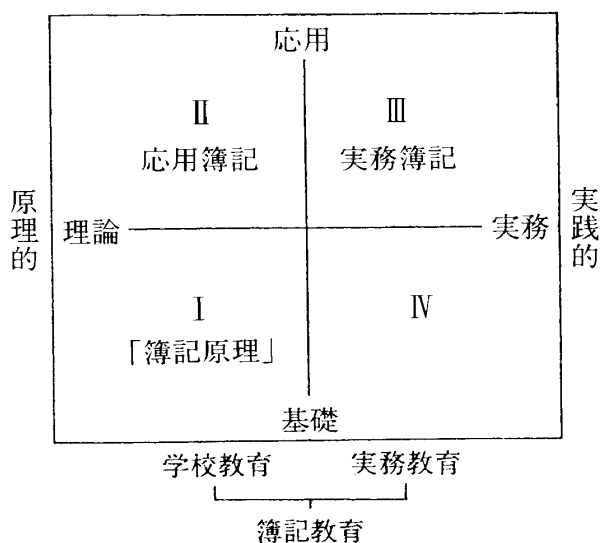 応用
Ⅱ
Ⅲ
応用簿記
実務簿記
原理的
理論
実務
実践的
Ⅰ
Ⅳ
「簿記原理」
基礎
学校教育
実務教育
簿記教育